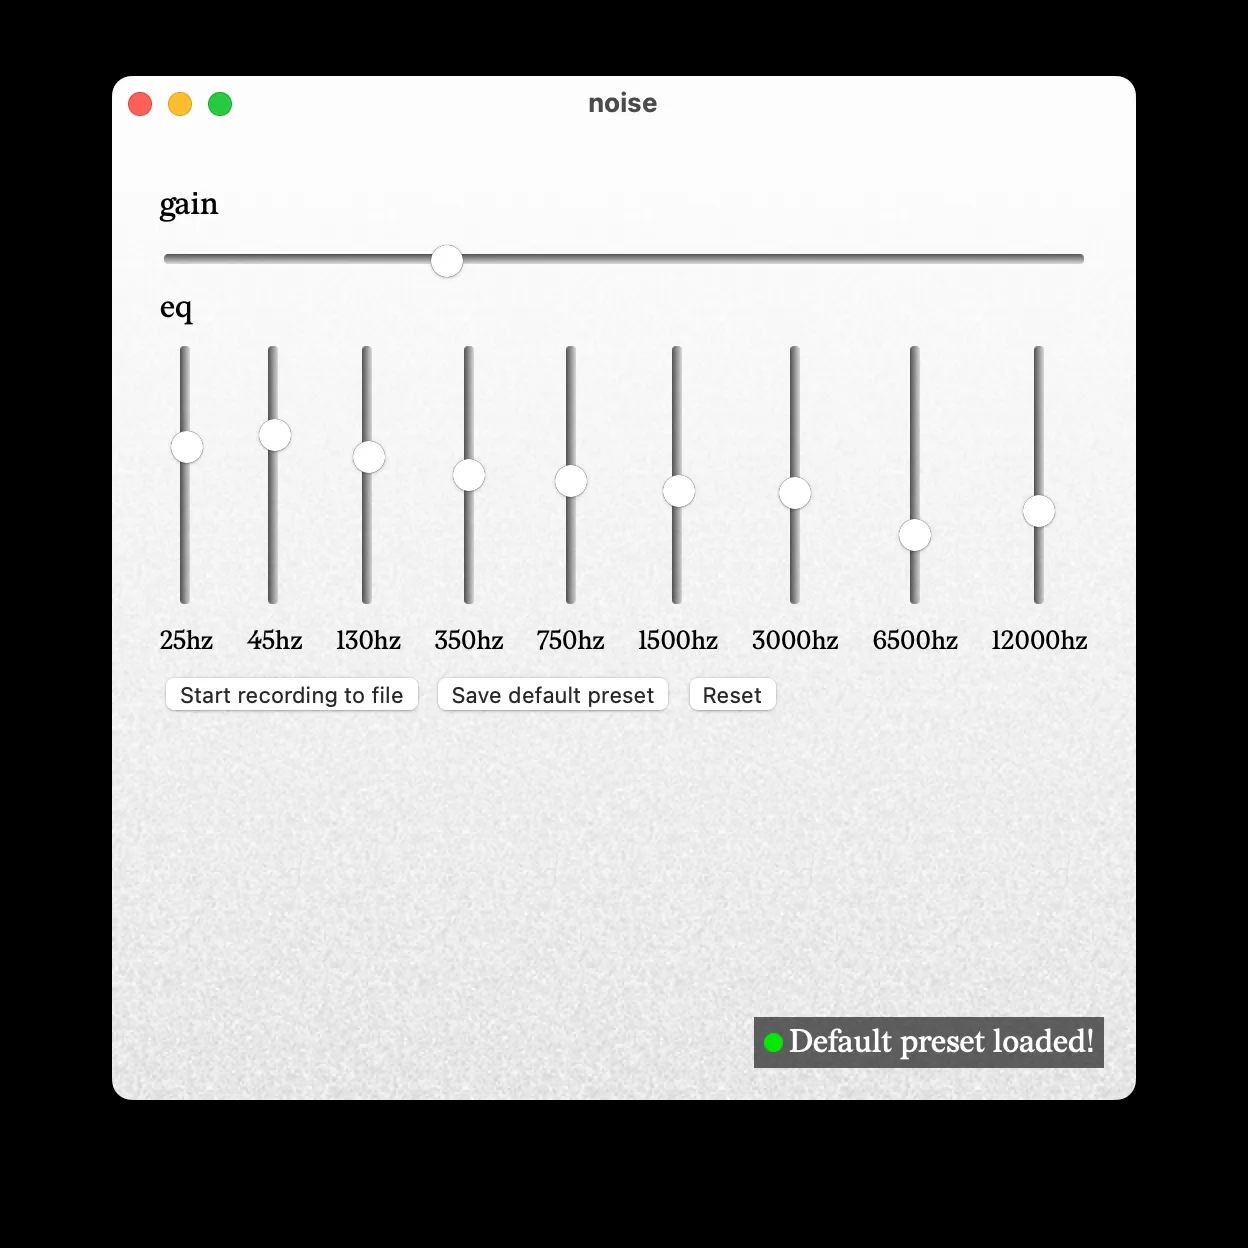 noise
gain
eq
25hz 45hz 130hz 350hz 750hz 1500hz 3000hz 6500hz 12000hz
Start recording to file Save default preset Reset
Default preset loaded!